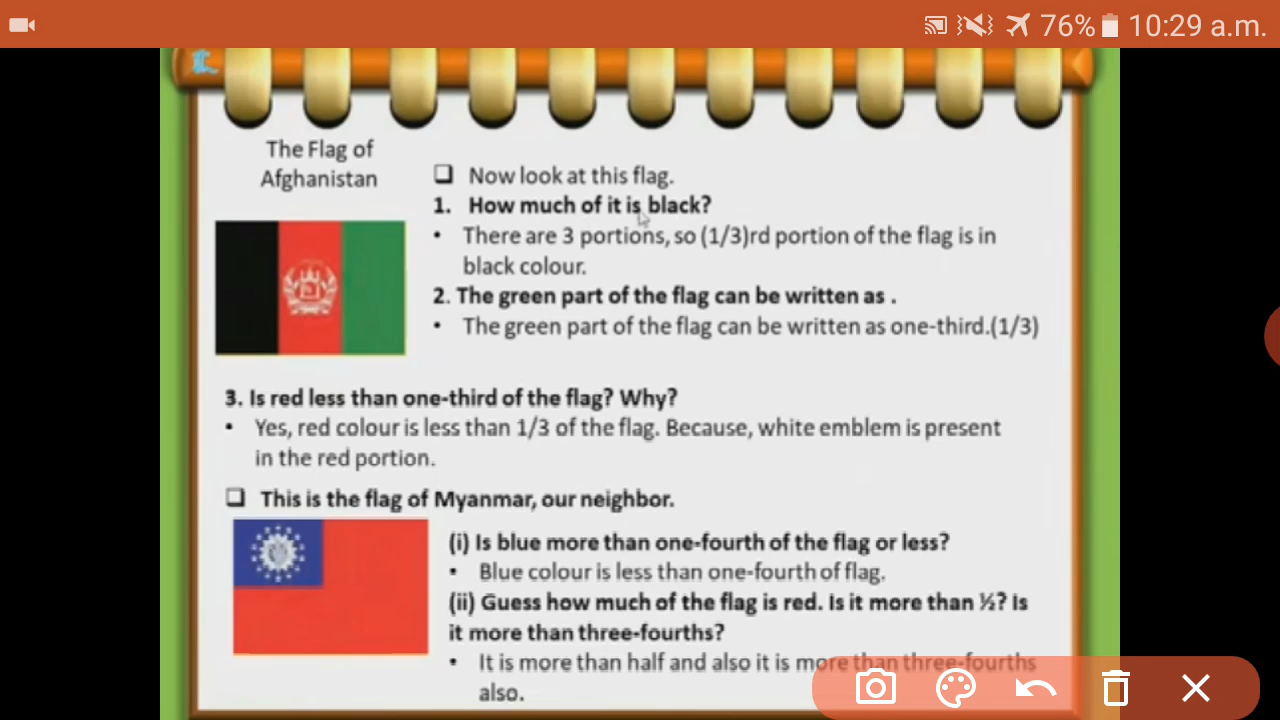 76% 10:29 a.m.
The Flag of
Afghanistan
❑ Now look at this flag.
1. How much of it is black?
• There are 3 portions, so (1/3)rd portion of the flag is in
black colour.
2. The green part of the flag can be written as .
• The green part of the flag can be written as one-third.(1/3)
3. Is red less than one-third of the flag? Why?
• Yes, red colour is less than 1/3 of the flag. Because, white emblem is present
in the red portion.
❑ This is the flag of Myanmar, our neighbor.
(i) Is blue more than one-fourth of the flag or less?
• Blue colour is less than one-fourth of flag.
(ii) Guess how much of the flag is red. Is it more than ½? Is
it more than three-fourths?
• It is more than half and also it is more than three-fourths
also.